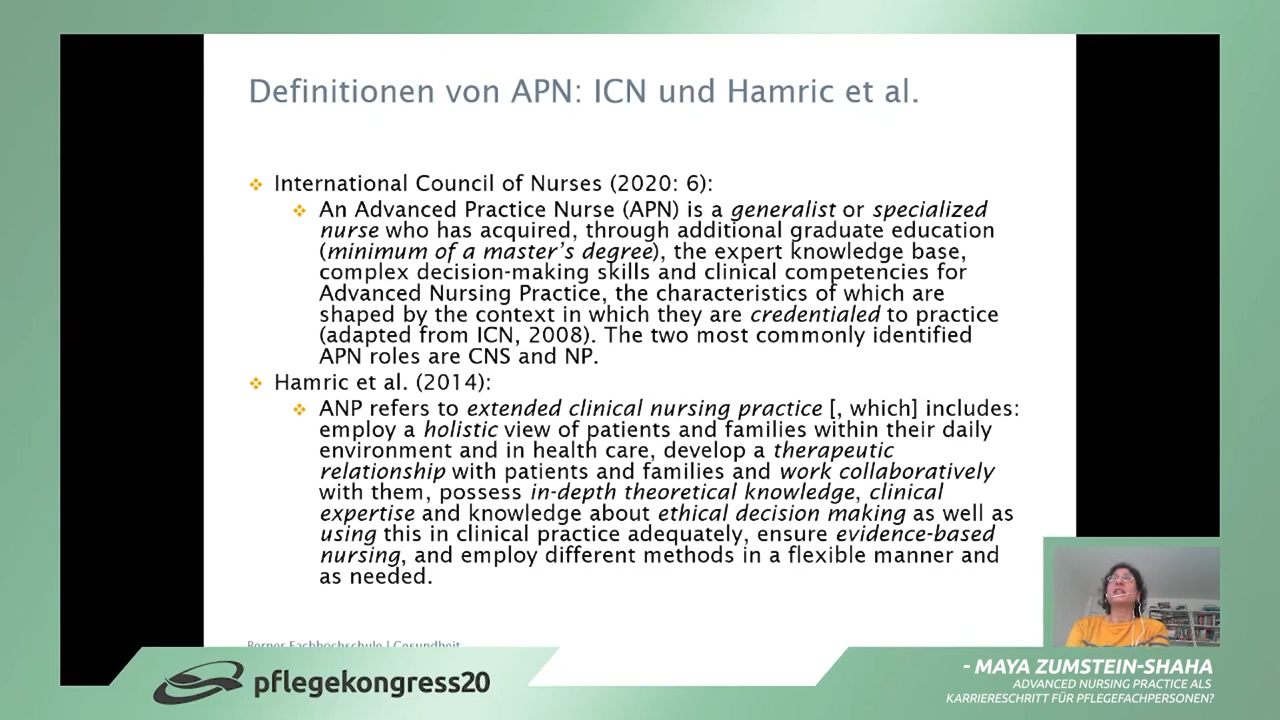 Definitionen von APN: ICN und Hamric et al.
International Council of Nurses (2020: 6):
An Advanced Practice Nurse (APN) is a generalist or specialized
nurse who has acquired, through additional graduate education
(minimum of a master's degree), the expert knowledge base,
complex decision-making skills and clinical competencies for
Advanced Nursing Practice, the characteristics of which are
shaped by the context in which they are credentialed to practice
(adapted from ICN, 2008). The two most commonly identified
APN roles are CNS and NP.
Hamric et al. (2014):
ANP refers to extended clinical nursing practice [, which] includes:
employ a holistic view of patients and families within their daily
environment and in health care, develop a therapeutic
relationship with patients and families and work collaboratively
with them, possess in-depth theoretical knowledge, clinical
expertise and knowledge about ethical decision making as well as
using this in clinical practice adequately, ensure evidence-based
nursing, and employ different methods in a flexible manner and
as needed.
Berner Fachhochschule | Gesundheit
pflegekongress20
- MAYA ZUMSTEIN-SHAHA
ADVANCED NURSING PRACTICE ALS
KARRIERESCHRITT FÜR PFLEGEFACHPERSONEN?